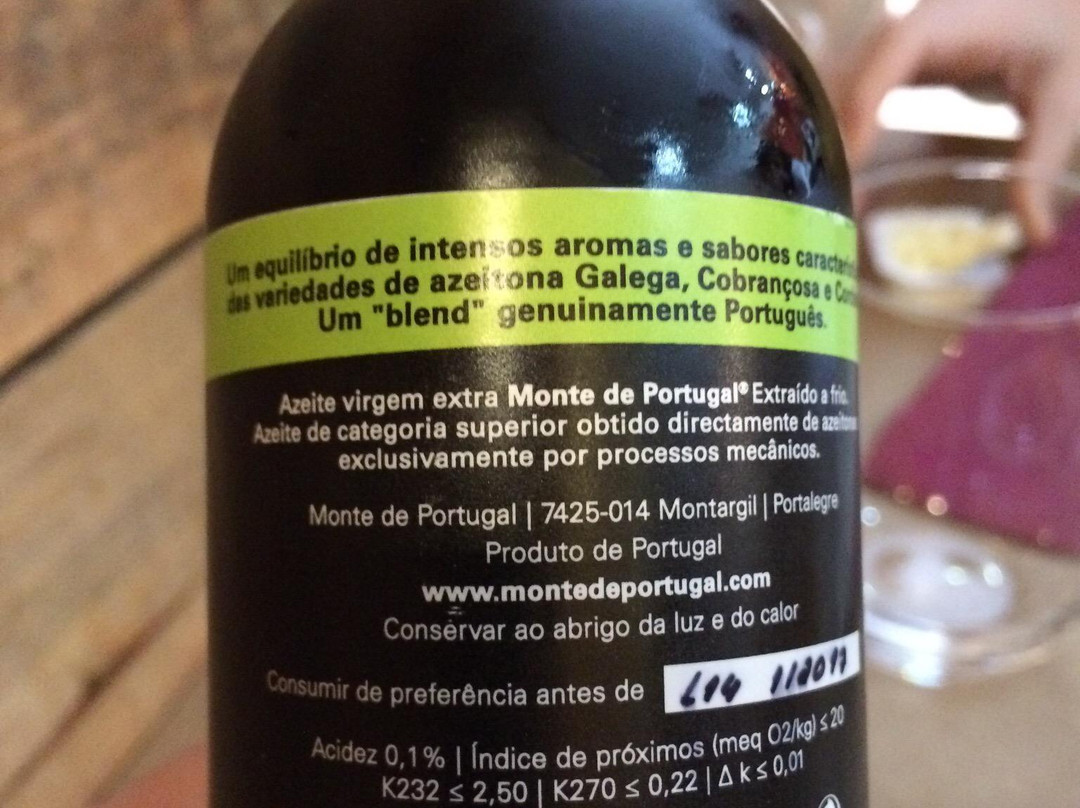 Um equilíbrio de intensos aromas e sabores
das variedades de azeitona Galega, Cobrançosa e
Um "blend" genuinamente Português.
Azeite virgem extra Monte de Portugal® Extraído a frio.
Azeite de categoria superior obtido directamente de
exclusivamente por processos mecânicos.
Monte de Portugal | 7425-014 Montargil | Portalegre
Produto de Portugal
www.montedeportugal.com
Conservar ao abrigo da luz e do calor
Consumir de preferência antes de
Acidez 0,1% | Índice de próximos (meq O2/kg) ≤ 20
K232 ≤ 2,50 | K270 ≤ 0,22 | Δ k ≤ 0,01